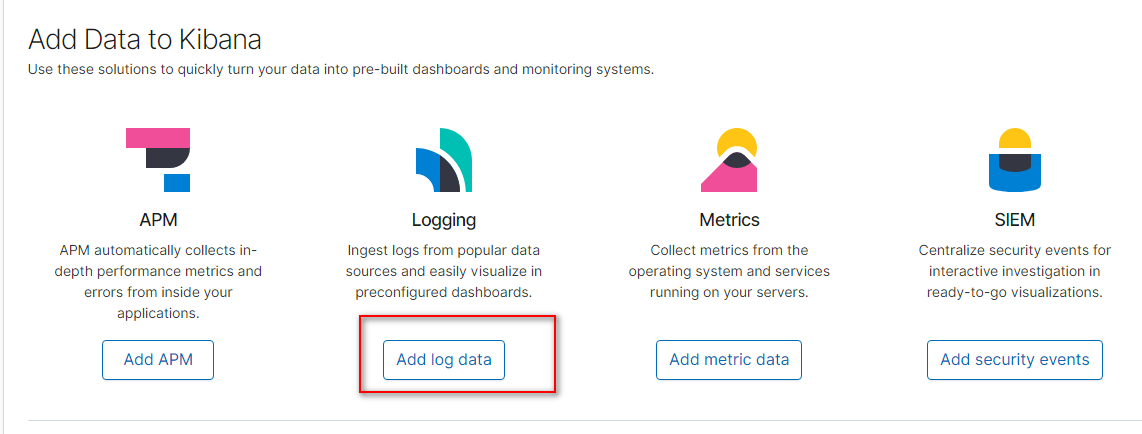 Add Data to Kibana
Use these solutions to quickly turn your data into pre-built dashboards and monitoring systems.
APM
APM automatically collects in-
depth performance metrics and
errors from inside your
applications.
Add APM
Logging
Ingest logs from popular data
sources and easily visualize in
preconfigured dashboards.
Add log data
Metrics
Collect metrics from the
operating system and services
running on your servers.
Add metric data
SIEM
Centralize security events for
interactive investigation in
ready-to-go visualizations.
Add security events